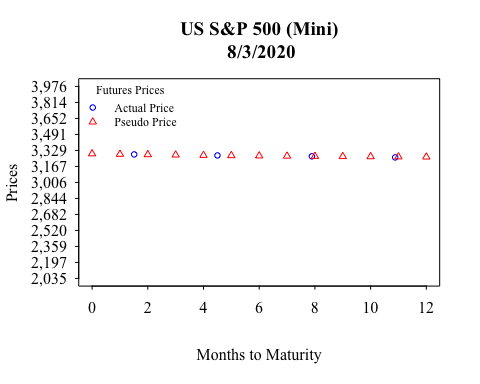 US S&P 500 (Mini)
8/3/2020
Futures Prices
Actual Price
Pseudo Price
Prices
3,976
3,814
3,652
3,491
3,329
3,167
3,006
2,844
2,682
2,520
2,359
2,197
2,035
0 2 4 6 8 10 12
Months to Maturity